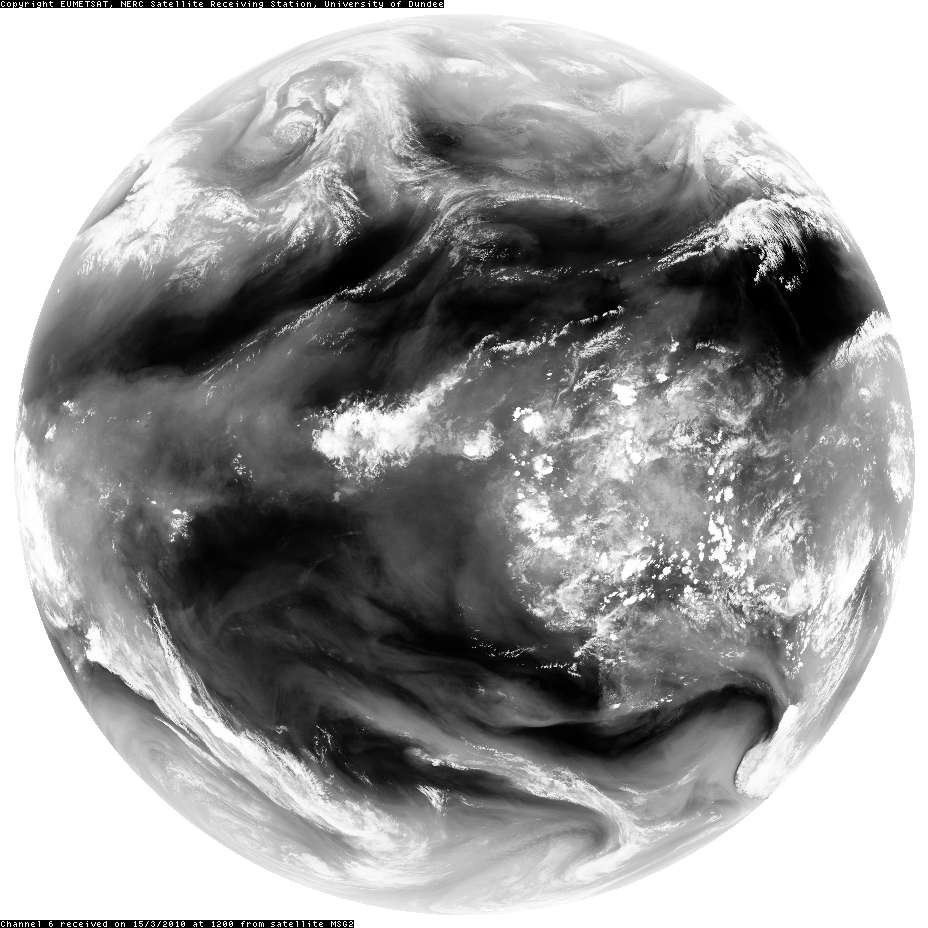 Copyright EUMETSAT, NERC Satellite Receiving Station, University of Dundee
Channel 6 received on 15/3/2010 at 1200 from satellite MSG2